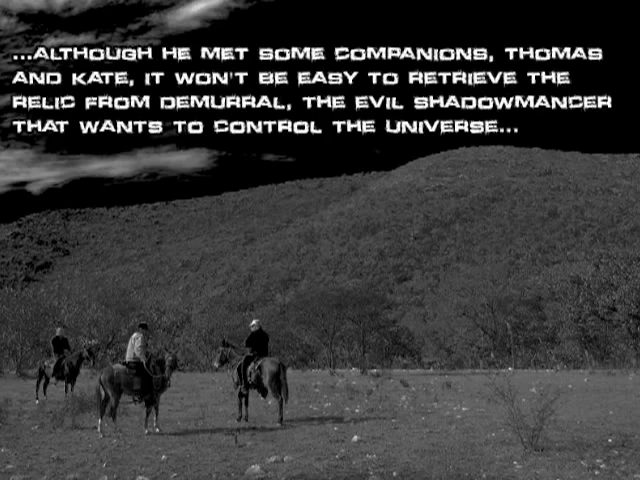 ...ALTHOUGH HE MET SOME COMPANIONS, THOMAS
AND KATE, IT WON'T BE EASY TO RETRIEVE THE
RELIC FROM DEMURRAL, THE EVIL SHADOWMANCER
THAT WANTS TO CONTROL THE UNIVERSE...